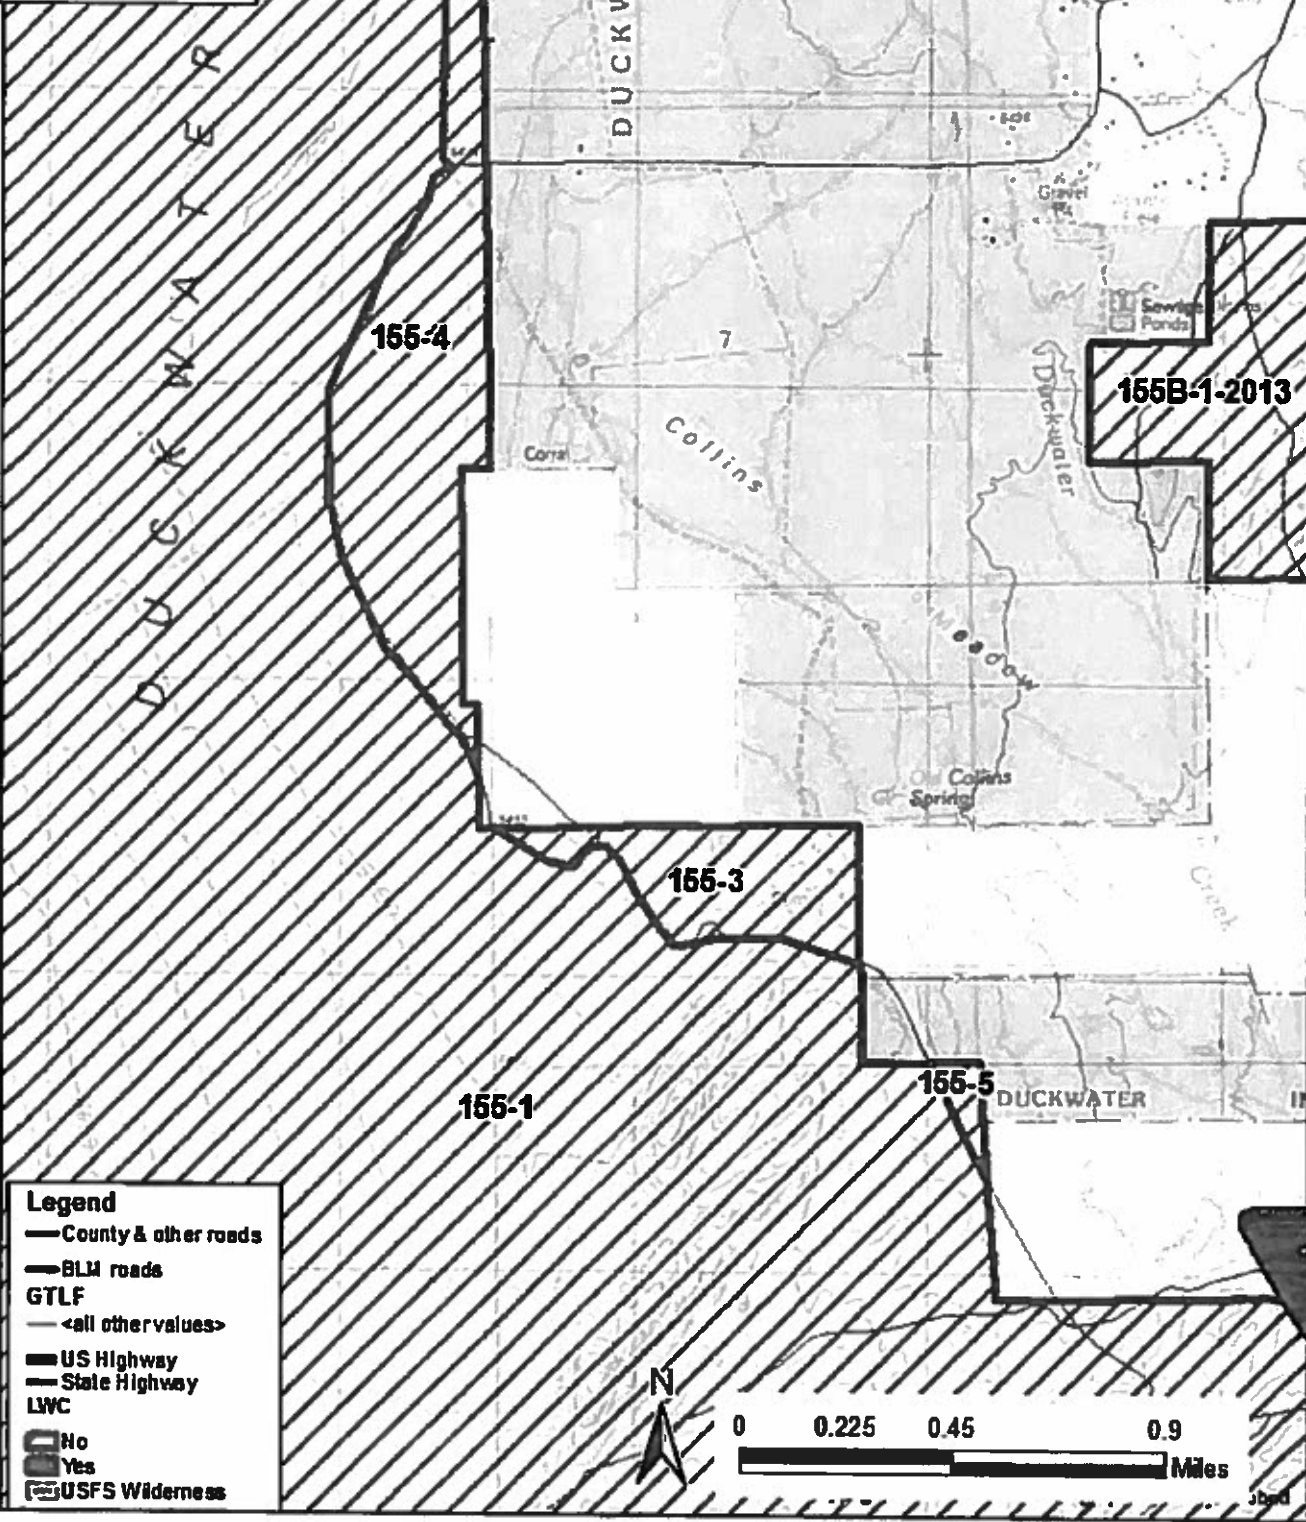 DUCKWATER
DUCKW
Gravel
155-4
7
Sewage
Ponds
155B-1-2013
Duckwater
Collins
Corral
Meadow
Old Collins
Spring
155-3
Creek
155-1
155-5
DUCKWATER
Legend
County & other roads
BLM roads
GTLF
<all other values>
US Highway
State Highway
LWC
No
Yes
USFS Wilderness
N
0 0.225 0.45 0.9
Miles